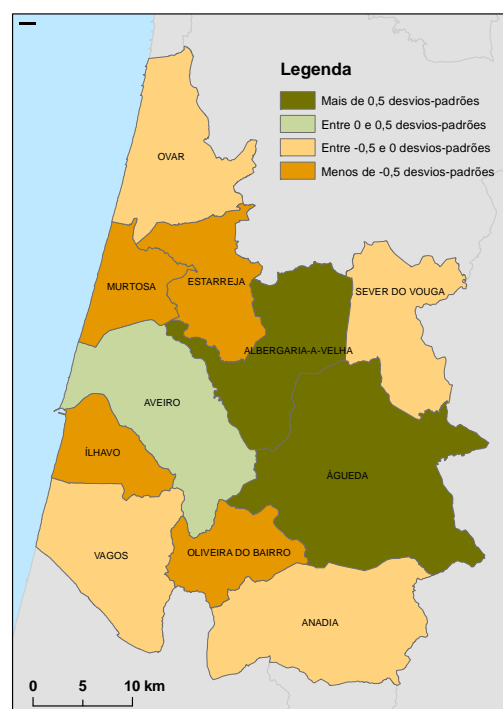 Legenda
Mais de 0,5 desvios-padrões
Entre 0 e 0,5 desvios-padrões
Entre -0,5 e 0 desvios-padrões
Menos de -0,5 desvios-padrões
OVAR
MURTOSA
ESTARREJA
SEVER DO VOUGA
ALBERGARIA-A-VELHA
AVEIRO
ÍLHAVO
ÁGUEDA
VAGOS
OLIVEIRA DO BAIRRO
ANADIA
0 5 10 km